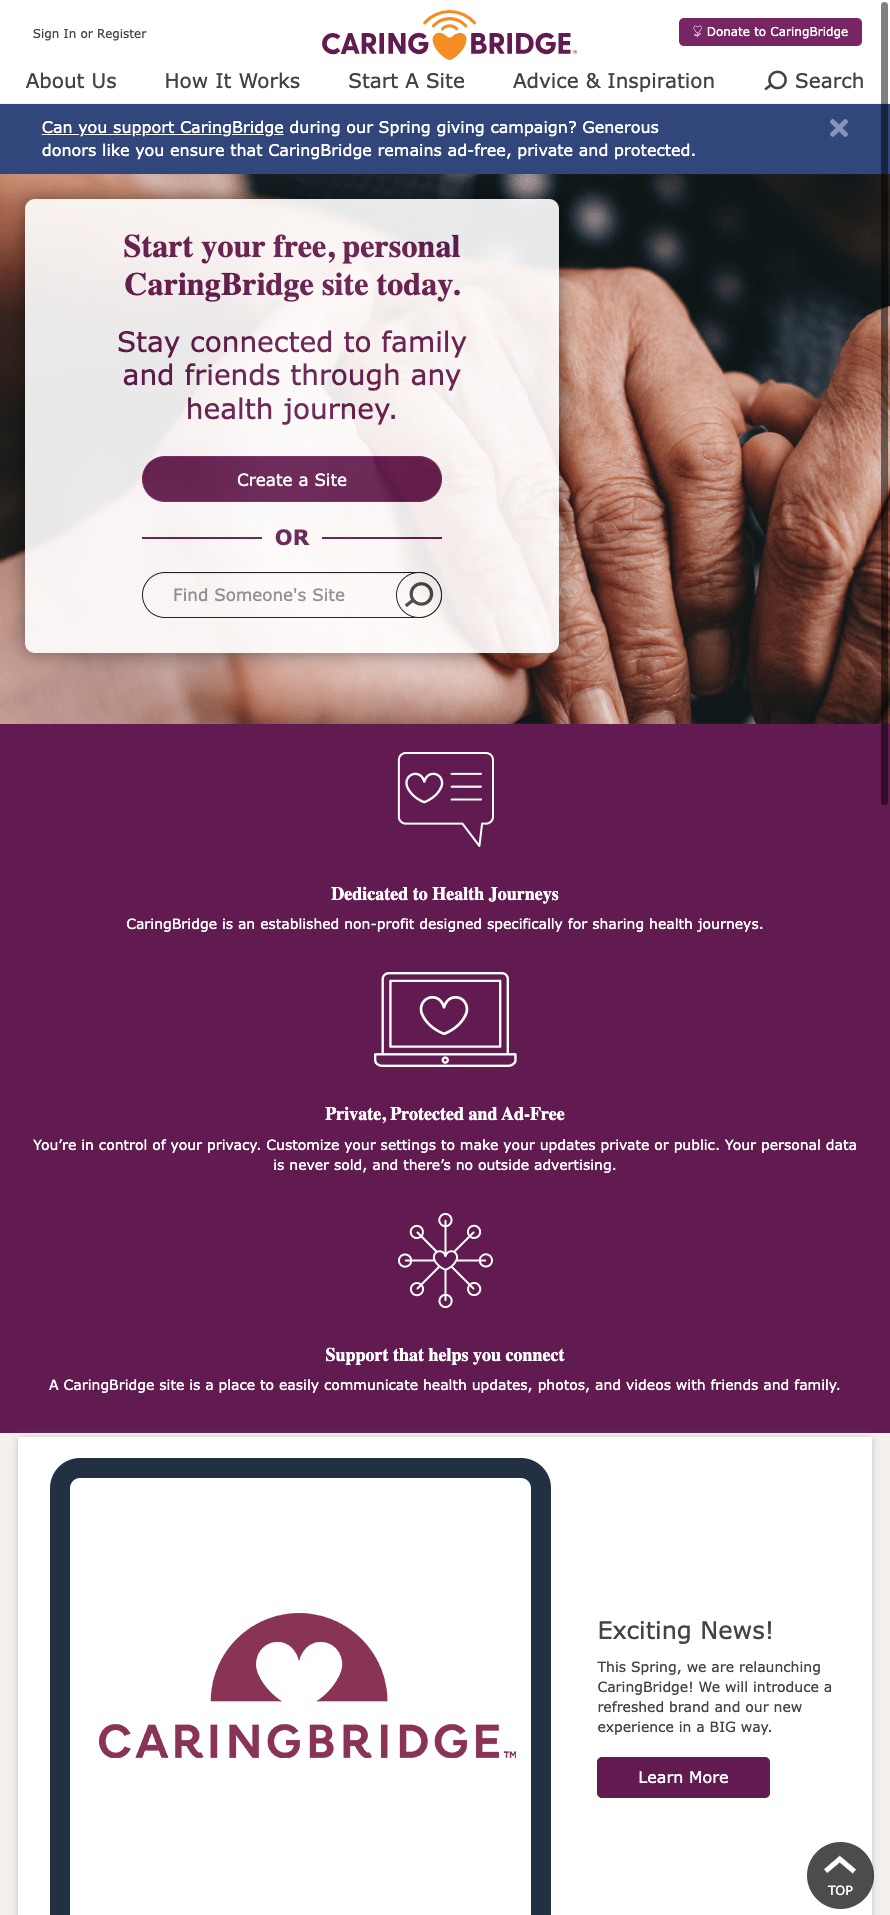 Sign In or Register
CARING BRIDGE
Donate to CaringBridge
About Us
How It Works
Start A Site
Advice & Inspiration
Search
Can you support CaringBridge during our Spring giving campaign? Generous
donors like you ensure that CaringBridge remains ad-free, private and protected.
Start your free, personal
CaringBridge site today.
Stay connected to family
and friends through any
health journey.
Create a Site
OR
Find Someone's Site
Dedicated to Health Journeys
CaringBridge is an established non-profit designed specifically for sharing health journeys.
Private, Protected and Ad-Free
You’re in control of your privacy. Customize your settings to make your updates private or public. Your personal data
is never sold, and there’s no outside advertising.
Support that helps you connect
A CaringBridge site is a place to easily communicate health updates, photos, and videos with friends and family.
CARINGBRIDGE™
Exciting News!
This Spring, we are relaunching
CaringBridge! We will introduce a
refreshed brand and our new
experience in a BIG way.
Learn More
TOP